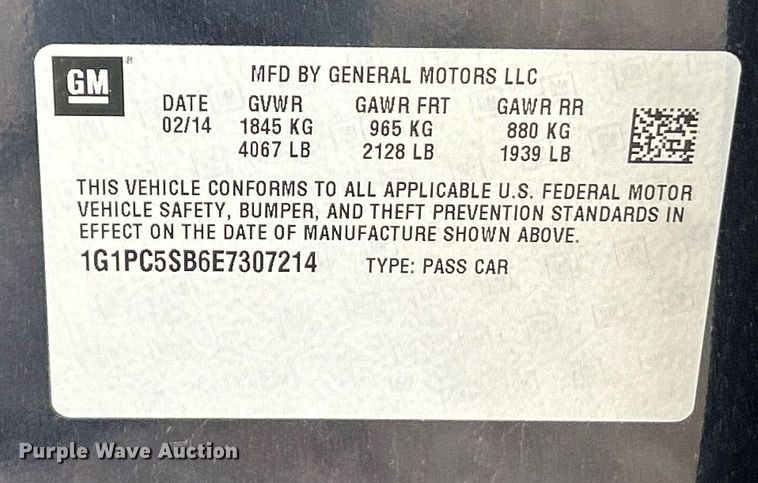 GM ®
MFD BY GENERAL MOTORS LLC
DATE GVWR GAWR FRT GAWR RR
02/14 1845 KG 965 KG 880 KG
4067 LB 2128 LB 1939 LB
THIS VEHICLE CONFORMS TO ALL APPLICABLE U.S. FEDERAL MOTOR
VEHICLE SAFETY, BUMPER, AND THEFT PREVENTION STANDARDS IN
EFFECT ON THE DATE OF MANUFACTURE SHOWN ABOVE.
1G1PC5SB6E7307214 TYPE: PASS CAR
Purple Wave Auction